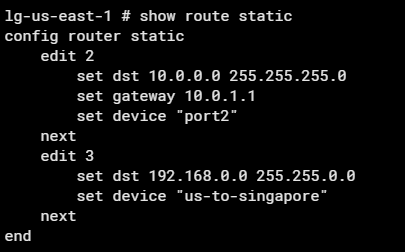 lg-us-east-1 # show route static
config router static
    edit 2
        set dst 10.0.0.0 255.255.255.0
        set gateway 10.0.1.1
        set device "port2"
    next
    edit 3
        set dst 192.168.0.0 255.255.0.0
        set device "us-to-singapore"
    next
end